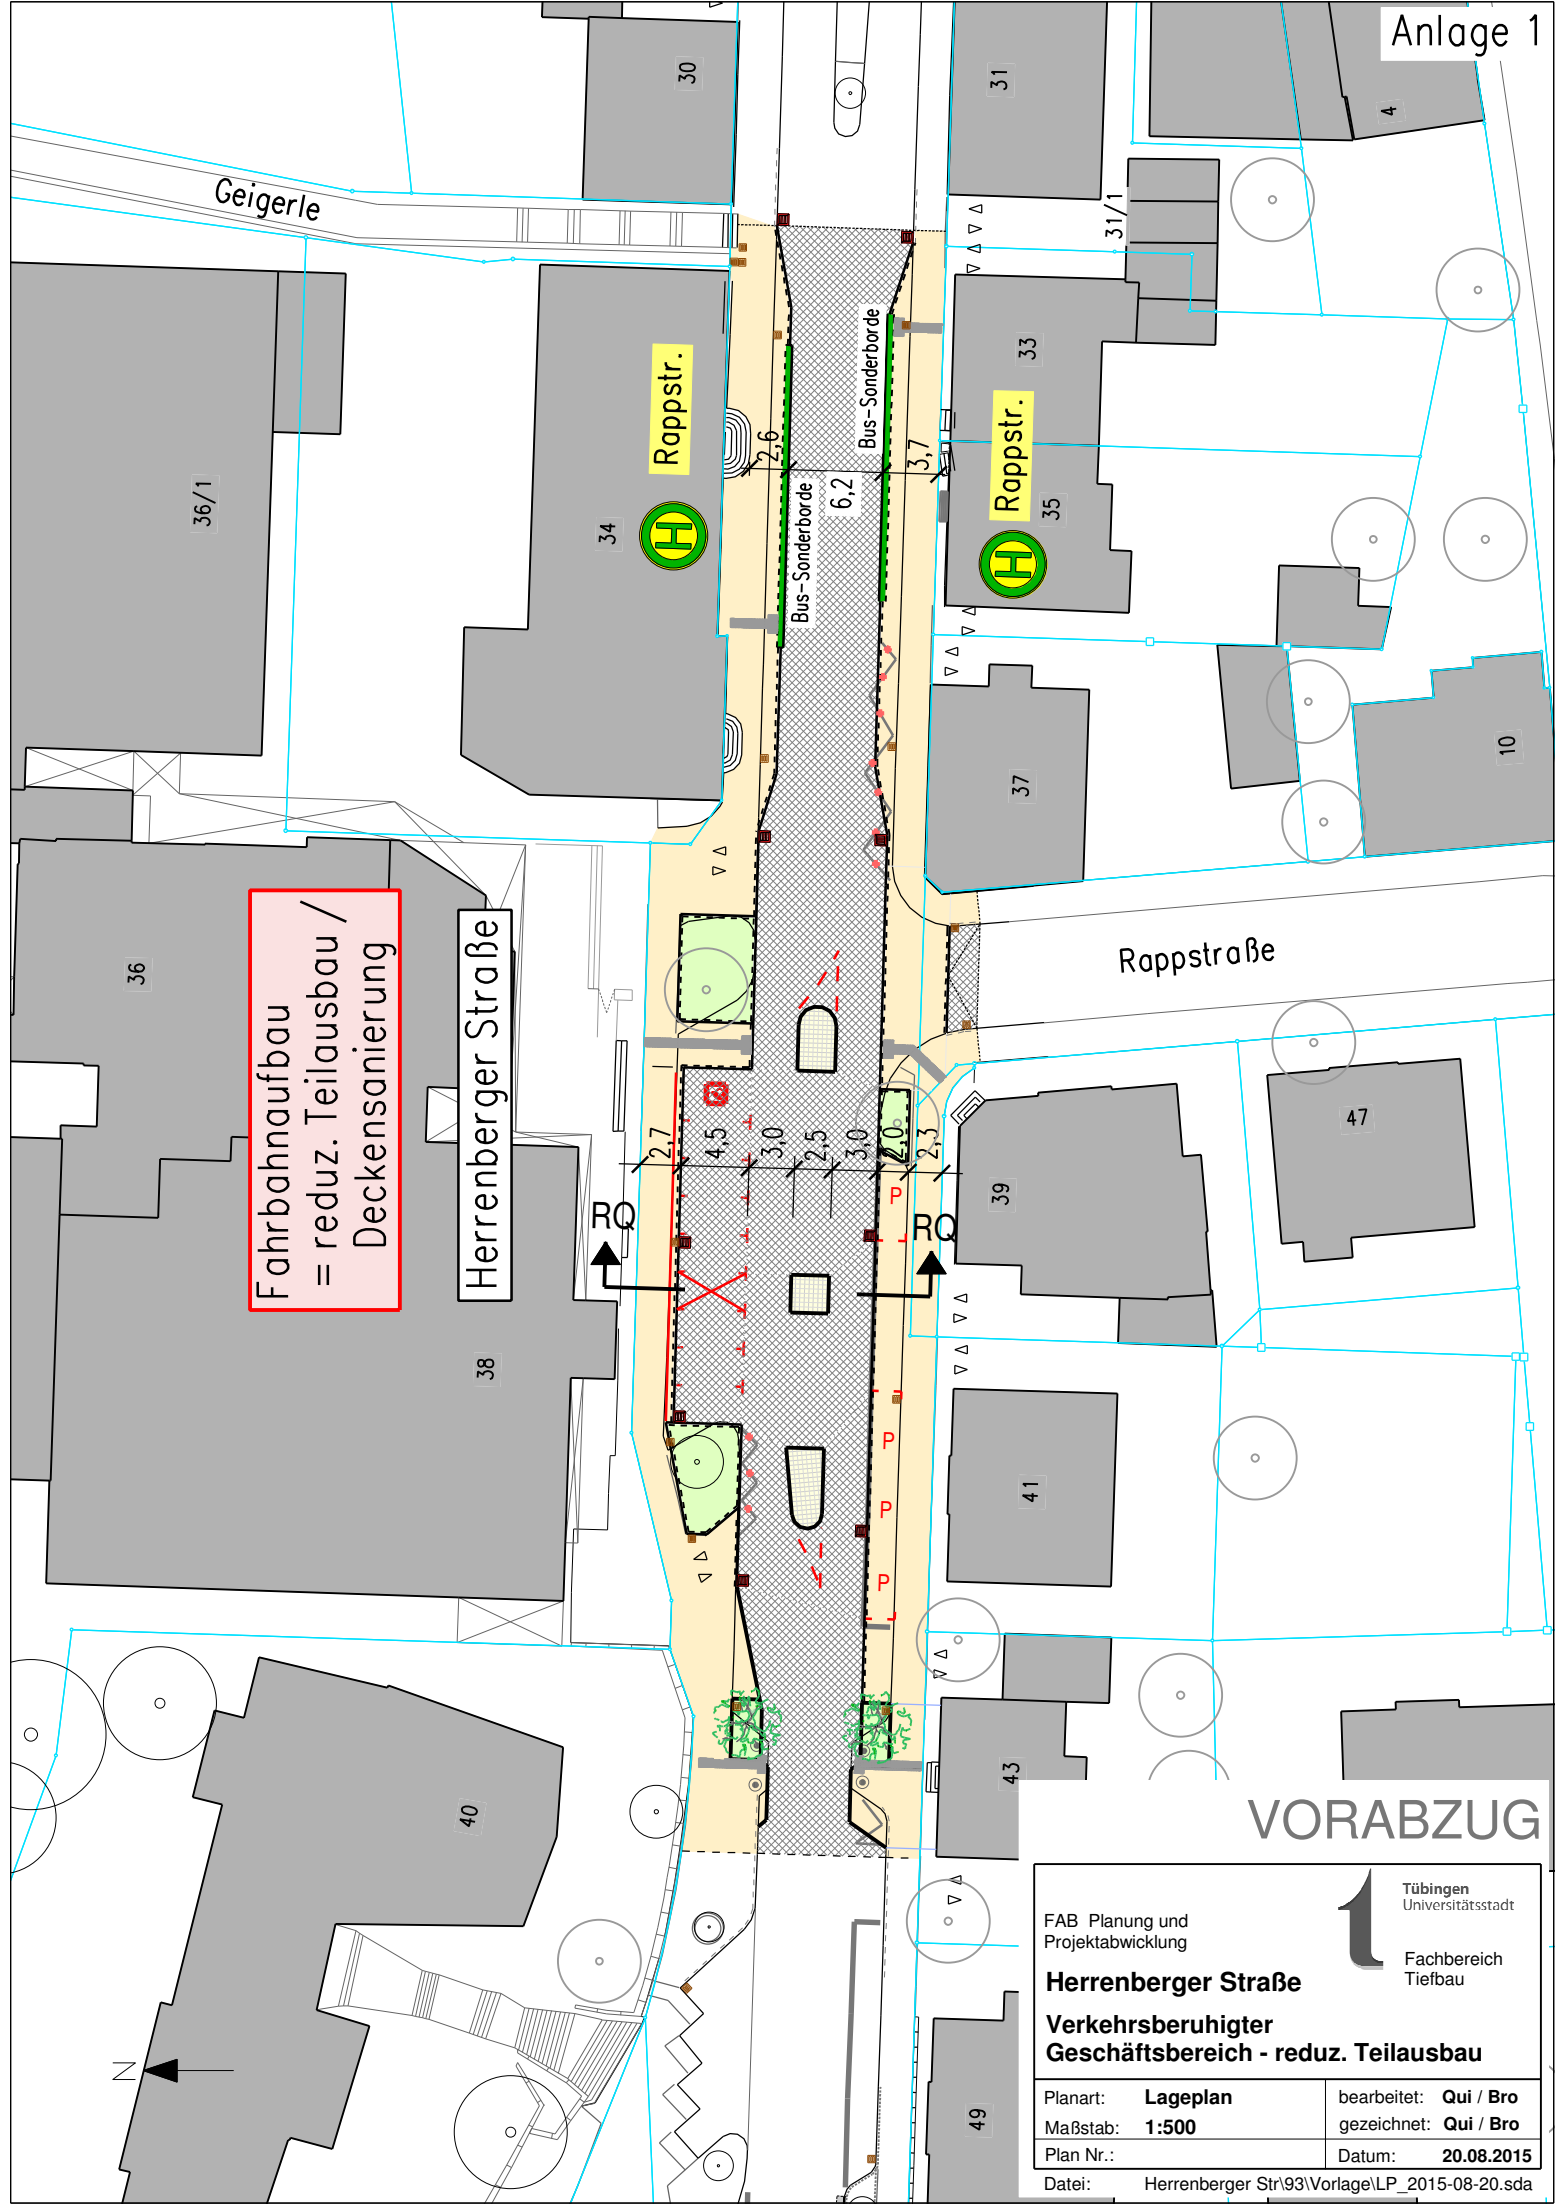 Anlage 1
30
31
4
Geigerle
31/1
33
Rappstr.
Bus-Sonderborde
Rappstr.
2,6
6,2
3,7
36/1
34
35
Bus-Sonderborde
37
10
Rappstraße
36
Fahrbahnaufbau
= reduz. Teilausbau /
Deckensanierung
Herrenberger Straße
2,7
4,5
3,0
2,5
3,0
2,0
2,3
47
39
P
RQ
RQ
38
P
41
P
P
40
43
49
N
VORABZUG
Tübingen
Universitätsstadt
FAB Planung und
Projektabwicklung
Fachbereich
Tiefbau
Herrenberger Straße
Verkehrsberuhigter
Geschäftsbereich - reduz. Teilausbau
Planart: Lageplan
bearbeitet: Qui / Bro
Maßstab: 1:500
gezeichnet: Qui / Bro
Plan Nr.:
Datum: 20.08.2015
Datei: Herrenberger Str\93\Vorlage\LP_2015-08-20.sda
H
H